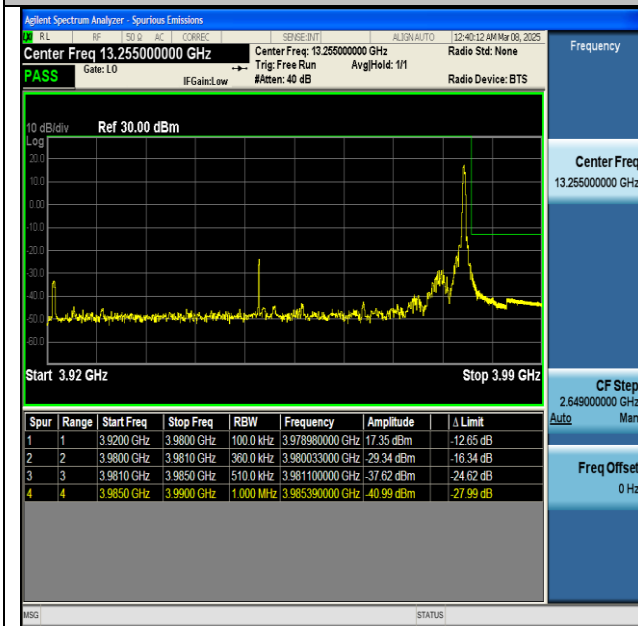 Agilent Spectrum Analyzer - Spurious Emissions
RL RF 50 Ω AC CORREC SENSE:INT ALIGN AUTO 12:40:12 AM Mar 08, 2025
Center Freq 13.255000000 GHz
Center Freq: 13.255000000 GHz Radio Std: None
PASS Gate: LO Trig: Free Run Avg|Hold: 1/1
IFGain:Low #Atten: 40 dB Radio Device: BTS
10 dB/div Ref 30.00 dBm
Log
20.0
10.0
0.00
-10.0
-20.0
-30.0
-40.0
-50.0
-60.0
Start 3.92 GHz Stop 3.99 GHz
Spur Range Start Freq Stop Freq RBW Frequency Amplitude Δ Limit
1 1 3.9200 GHz 3.9800 GHz 100.0 kHz 3.978980000 GHz 17.35 dBm -12.65 dB
2 2 3.9800 GHz 3.9810 GHz 360.0 kHz 3.980033000 GHz -29.34 dBm -16.34 dB
3 3 3.9810 GHz 3.9850 GHz 510.0 kHz 3.981100000 GHz -37.62 dBm -24.62 dB
4 4 3.9850 GHz 3.9900 GHz 1.000 MHz 3.985390000 GHz -40.99 dBm -27.99 dB
MSG STATUS
Frequency
Center Freq
13.255000000 GHz
CF Step
2.649000000 GHz
Auto Man
Freq Offset
0 Hz